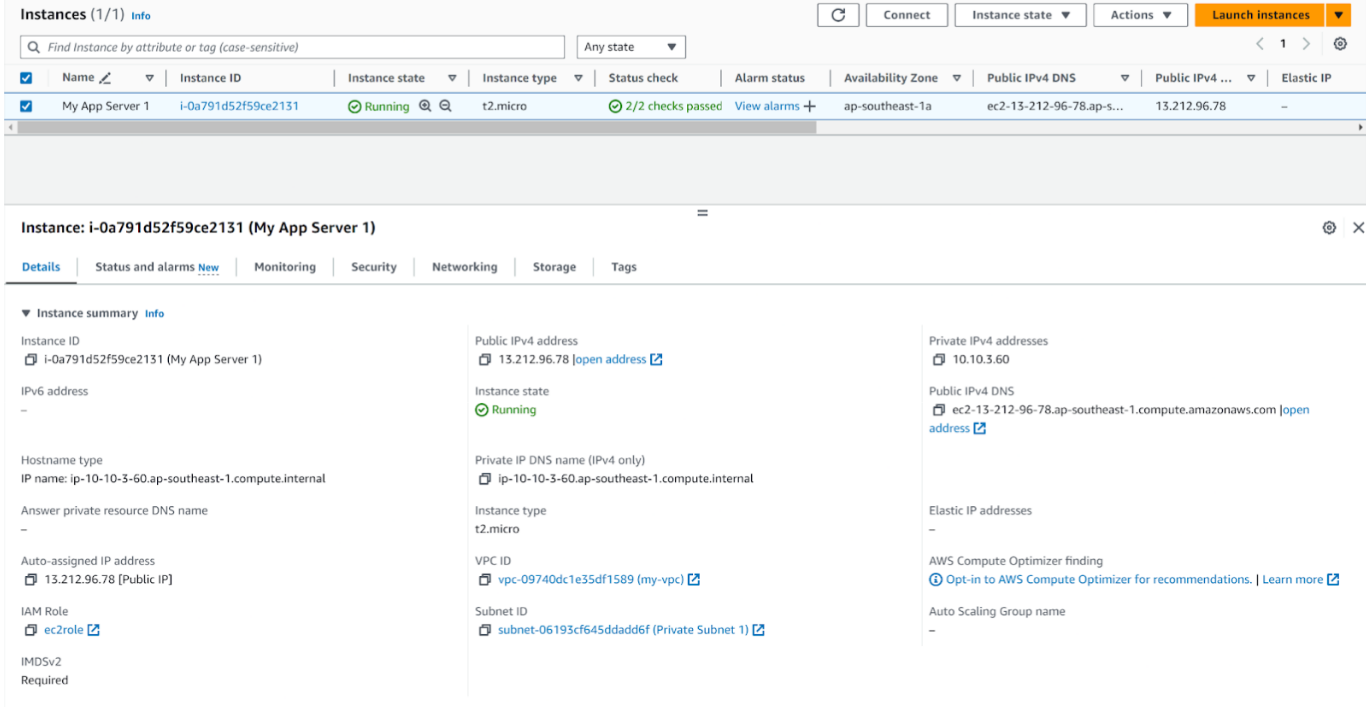 Instances (1/1) Info
Connect
Instance state
Actions
Launch instances
Find Instance by attribute or tag (case-sensitive)
Any state
1
Name Instance ID Instance state Instance type Status check Alarm status Availability Zone Public IPv4 DNS Public IPv4 ... Elastic IP
My App Server 1 i-0a791d52f59ce2131 Running t2.micro 2/2 checks passed View alarms + ap-southeast-1a ec2-13-212-96-78.ap-s... 13.212.96.78 –
Instance: i-0a791d52f59ce2131 (My App Server 1)
Details Status and alarms New Monitoring Security Networking Storage Tags
Instance summary Info
Instance ID
i-0a791d52f59ce2131 (My App Server 1)
Public IPv4 address
13.212.96.78 |open address
Private IPv4 addresses
10.10.3.60
IPv6 address
–
Instance state
Running
Public IPv4 DNS
ec2-13-212-96-78.ap-southeast-1.compute.amazonaws.com |open
address
Hostname type
IP name: ip-10-10-3-60.ap-southeast-1.compute.internal
Private IP DNS name (IPv4 only)
ip-10-10-3-60.ap-southeast-1.compute.internal
Answer private resource DNS name
–
Instance type
t2.micro
Elastic IP addresses
–
Auto-assigned IP address
13.212.96.78 [Public IP]
VPC ID
vpc-09740dc1e35df1589 (my-vpc)
AWS Compute Optimizer finding
Opt-in to AWS Compute Optimizer for recommendations. | Learn more
IAM Role
ec2role
Subnet ID
subnet-06193cf645ddadd6f (Private Subnet 1)
Auto Scaling Group name
–
IMDSv2
Required